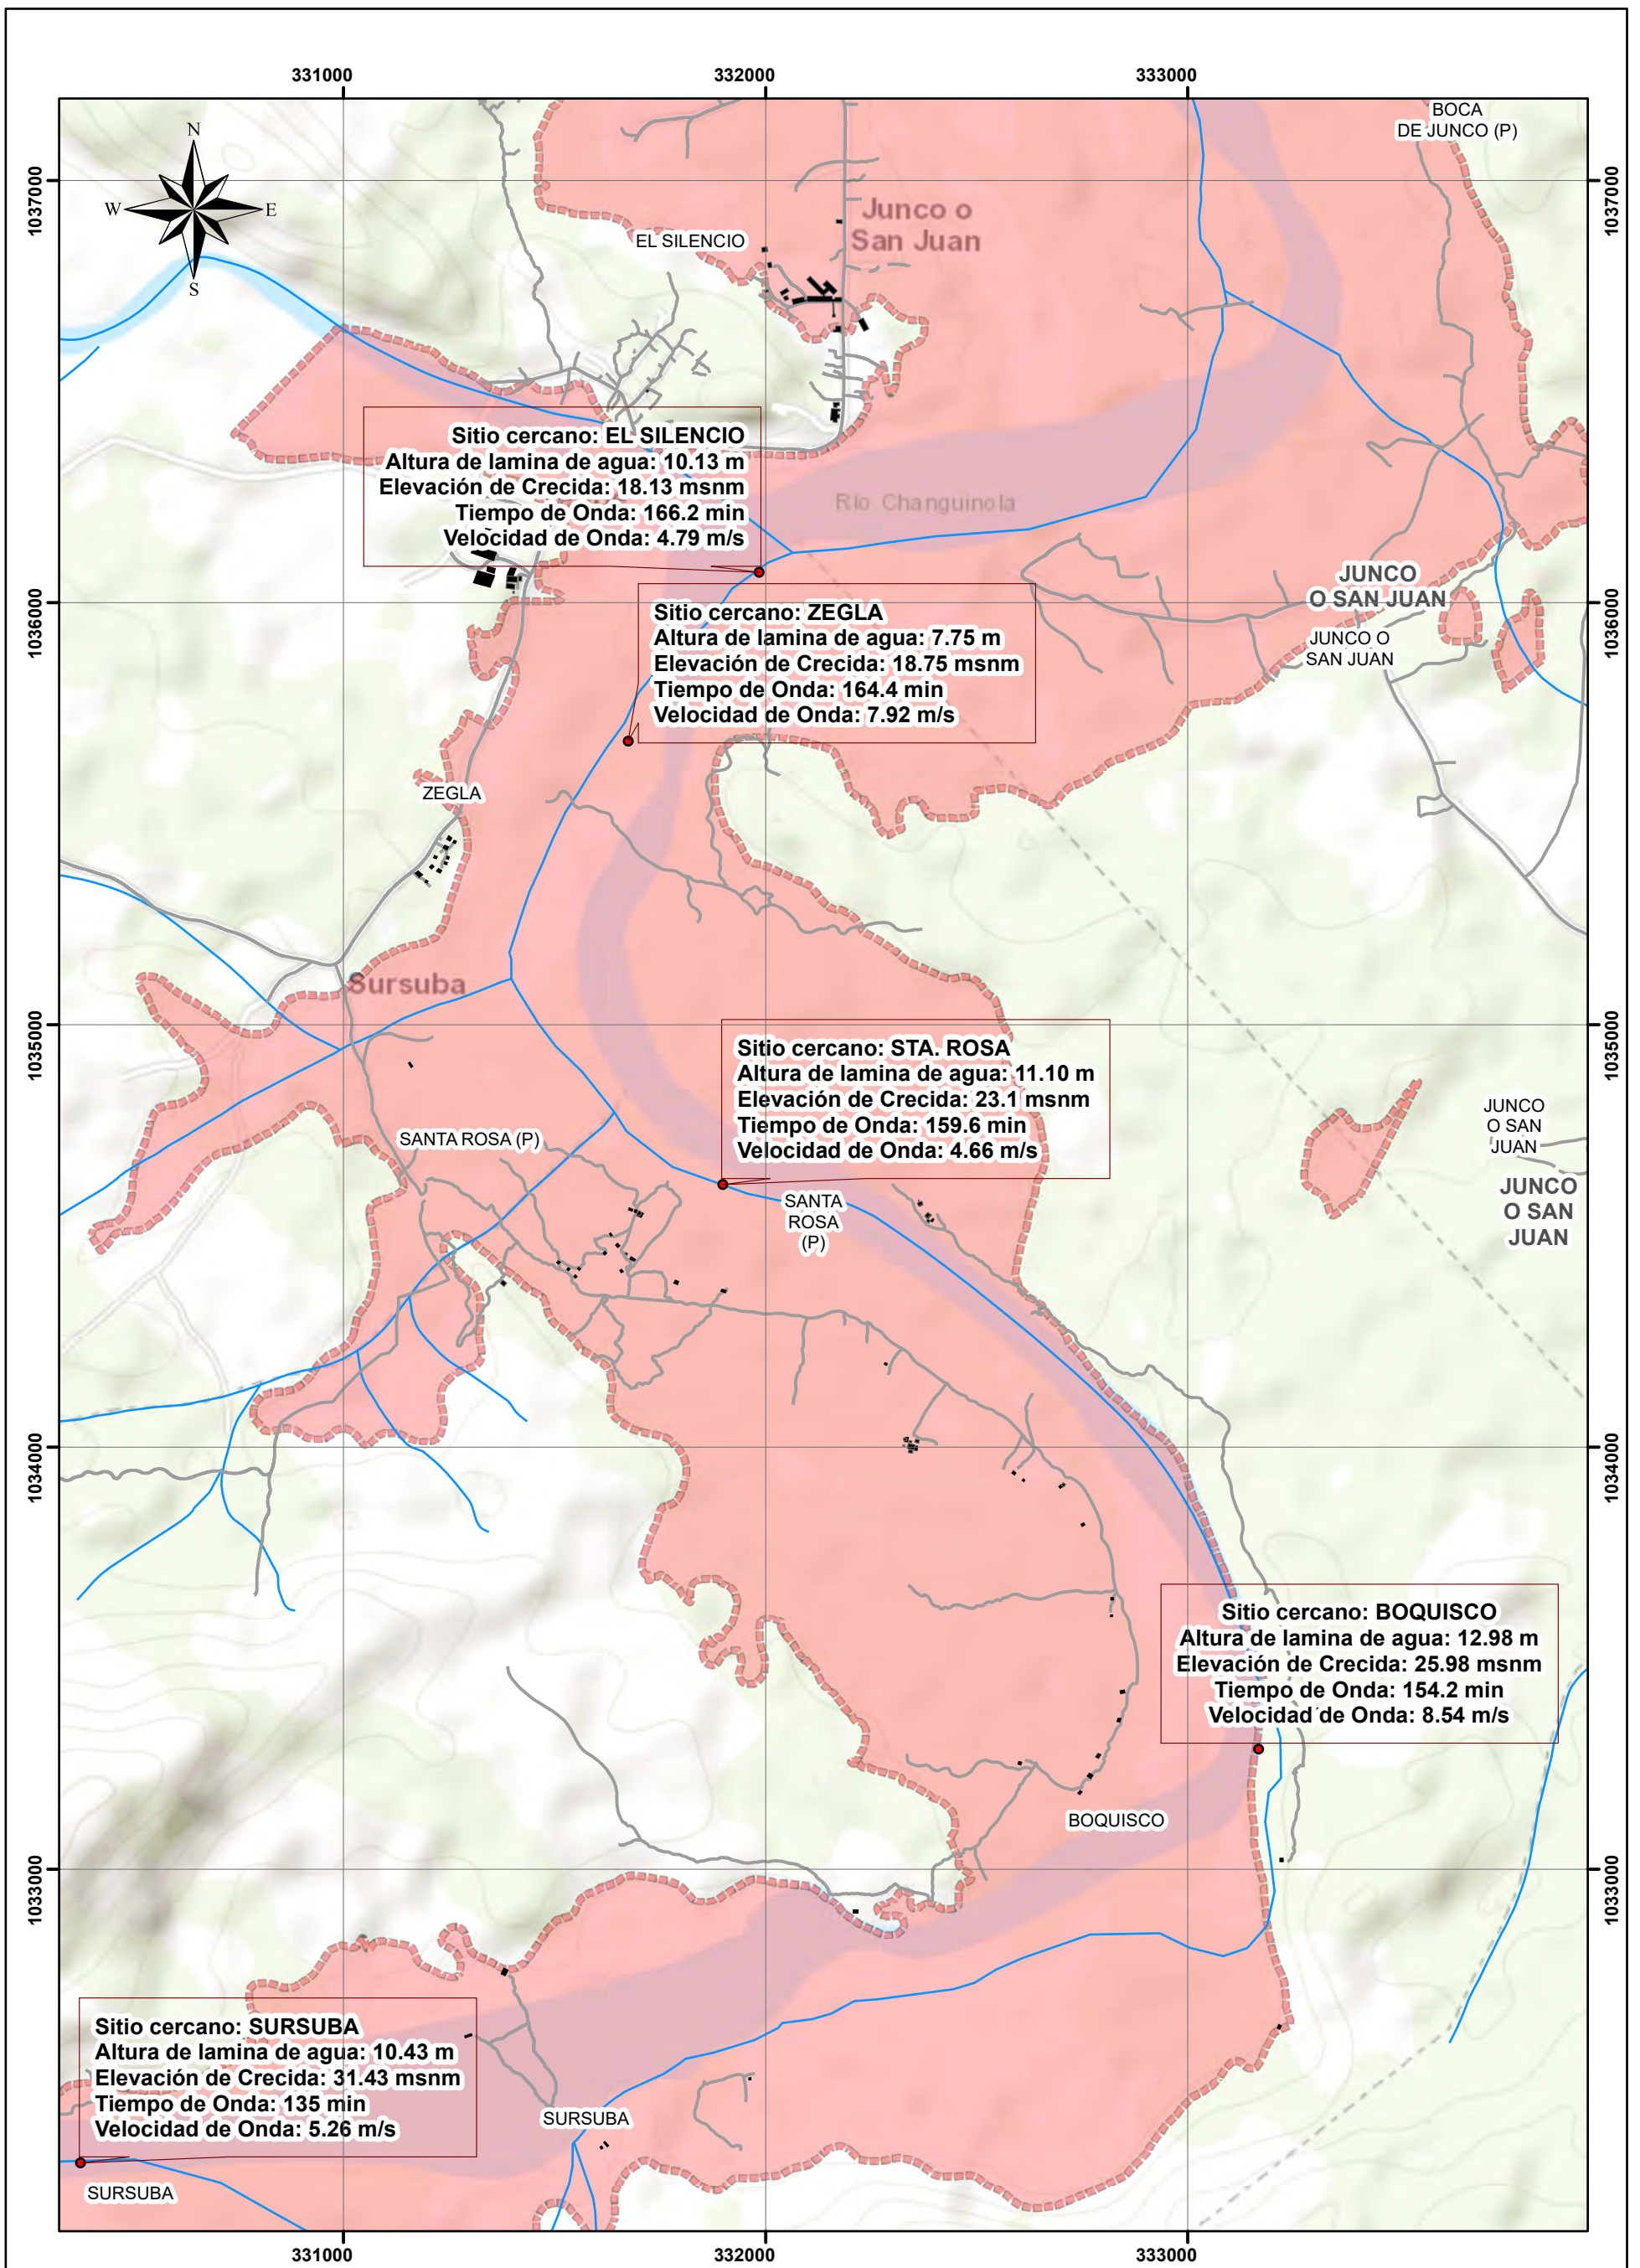 331000
332000
333000
BOCA
DE JUNCO (P)
N
W
E
S
1037000
1037000
Junco o
San Juan
EL SILENCIO
Sitio cercano: EL SILENCIO
Altura de lamina de agua: 10.13 m
Elevación de Crecida: 18.13 msnm
Tiempo de Onda: 166.2 min
Velocidad de Onda: 4.79 m/s
Río Changuinola
JUNCO
O SAN JUAN
1036000
1036000
JUNCO O
SAN JUAN
Sitio cercano: ZEGLA
Altura de lamina de agua: 7.75 m
Elevación de Crecida: 18.75 msnm
Tiempo de Onda: 164.4 min
Velocidad de Onda: 7.92 m/s
ZEGLA
Sursuba
1035000
1035000
Sitio cercano: STA. ROSA
Altura de lamina de agua: 11.10 m
Elevación de Crecida: 23.1 msnm
Tiempo de Onda: 159.6 min
Velocidad de Onda: 4.66 m/s
JUNCO
O SAN
JUAN
SANTA ROSA (P)
JUNCO
O SAN
JUAN
SANTA
ROSA
(P)
1034000
1034000
Sitio cercano: BOQUISCO
Altura de lamina de agua: 12.98 m
Elevación de Crecida: 25.98 msnm
Tiempo de Onda: 154.2 min
Velocidad de Onda: 8.54 m/s
BOQUISCO
1033000
1033000
Sitio cercano: SURSUBA
Altura de lamina de agua: 10.43 m
Elevación de Crecida: 31.43 msnm
Tiempo de Onda: 135 min
Velocidad de Onda: 5.26 m/s
SURSUBA
SURSUBA
331000
332000
333000